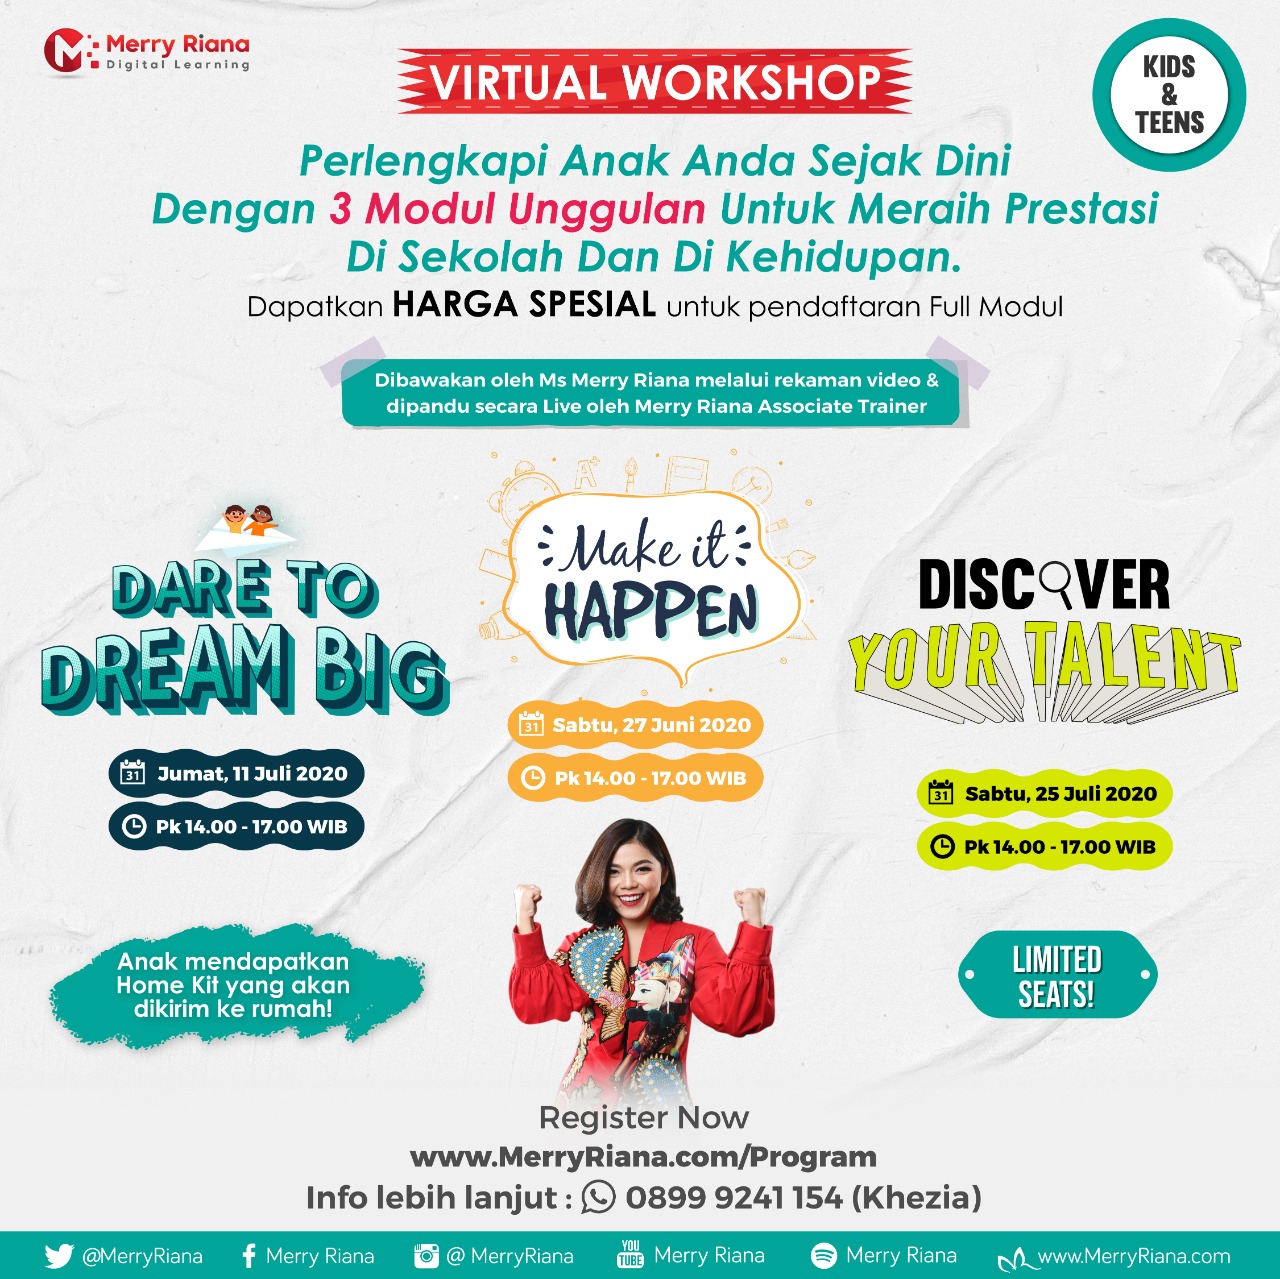 Merry Riana
Digital Learning
VIRTUAL WORKSHOP
KIDS
&
TEENS
Perlengkapi Anak Anda Sejak Dini
Dengan 3 Modul Unggulan Untuk Meraih Prestasi
Di Sekolah Dan Di Kehidupan.
Dapatkan HARGA SPESIAL untuk pendaftaran Full Modul
Dibawakan oleh Ms Merry Riana melalui rekaman video &
dipandu secara Live oleh Merry Riana Associate Trainer
DARE TO
DREAM BIG
31 Jumat, 11 Juli 2020
Pk 14.00 - 17.00 WIB
A+
Make it
HAPPEN
31 Sabtu, 27 Juni 2020
Pk 14.00 - 17.00 WIB
DISCOVER
YOUR TALENT
31 Sabtu, 25 Juli 2020
Pk 14.00 - 17.00 WIB
Anak mendapatkan
Home Kit yang akan
dikirim ke rumah!
LIMITED
SEATS!
Register Now
www.MerryRiana.com/Program
Info lebih lanjut : 0899 9241 154 (Khezia)
@MerryRiana f Merry Riana @ MerryRiana YOU TUBE Merry Riana Merry Riana www.MerryRiana.com